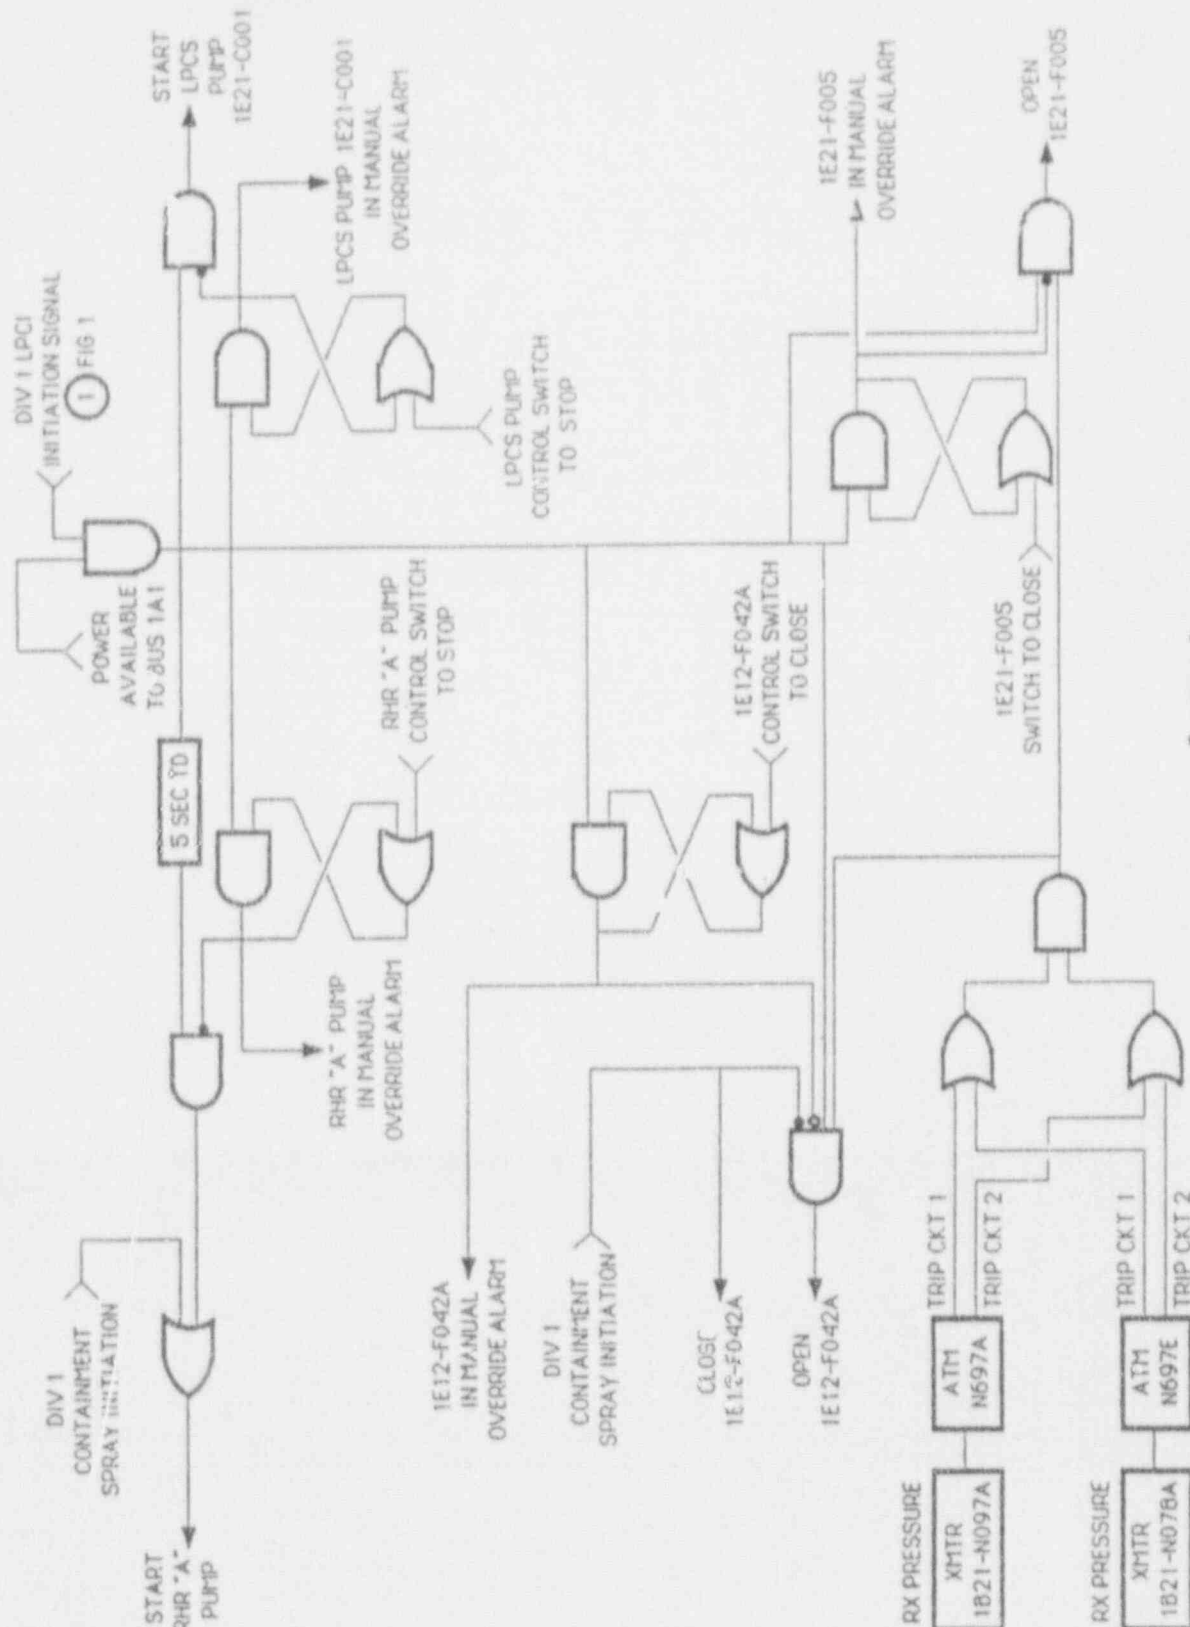 DIV 1 LPCI
INITIATION SIGNAL
1 FIG 1
START
LPCS
PUMP
1E21-C001
POWER
AVAILABLE
TO BUS 1A1
5 SEC TD
LPCS PUMP 1E21-C001
IN MANUAL
OVERRIDE ALARM
LPCS PUMP
CONTROL SWITCH
TO STOP
RHR "A" PUMP
CONTROL SWITCH
TO STOP
RHR "A" PUMP
IN MANUAL
OVERRIDE ALARM
DIV 1
CONTAINMENT
SPRAY INITIATION
START
RHR "A"
PUMP
1E12-F042A
IN MANUAL
OVERRIDE ALARM
1E12-F042A
CONTROL SWITCH
TO CLOSE
DIV 1
CONTAINMENT
SPRAY INITIATION
CLOSE
1E12-F042A
OPEN
1E12-F042A
1E21-F005
IN MANUAL
OVERRIDE ALARM
OPEN
1E21-F005
1E21-F005
SWITCH TO CLOSE
RX PRESSURE
XMTR
1B21-N097A
ATM
N697A
TRIP CKT 1
TRIP CKT 2
RX PRESSURE
XMTR
1B21-N078A
ATM
N697E
TRIP CKT 1
TRIP CKT 2